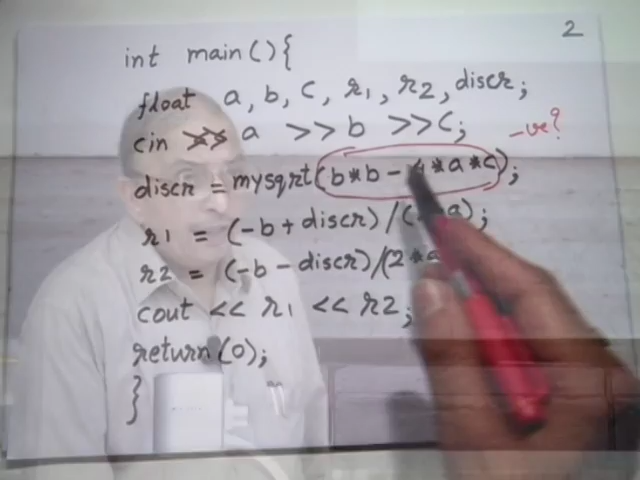 2
int main(){
float a, b, c, r1, r2, discr;
cin >> a >> b >> c;
-ve?
discr = mysqrt(b*b - 4*a*c);
r1 = (-b + discr)/( a);
r2 = (-b - discr)/(2*a
cout << r1 << r2;
return(0);
}